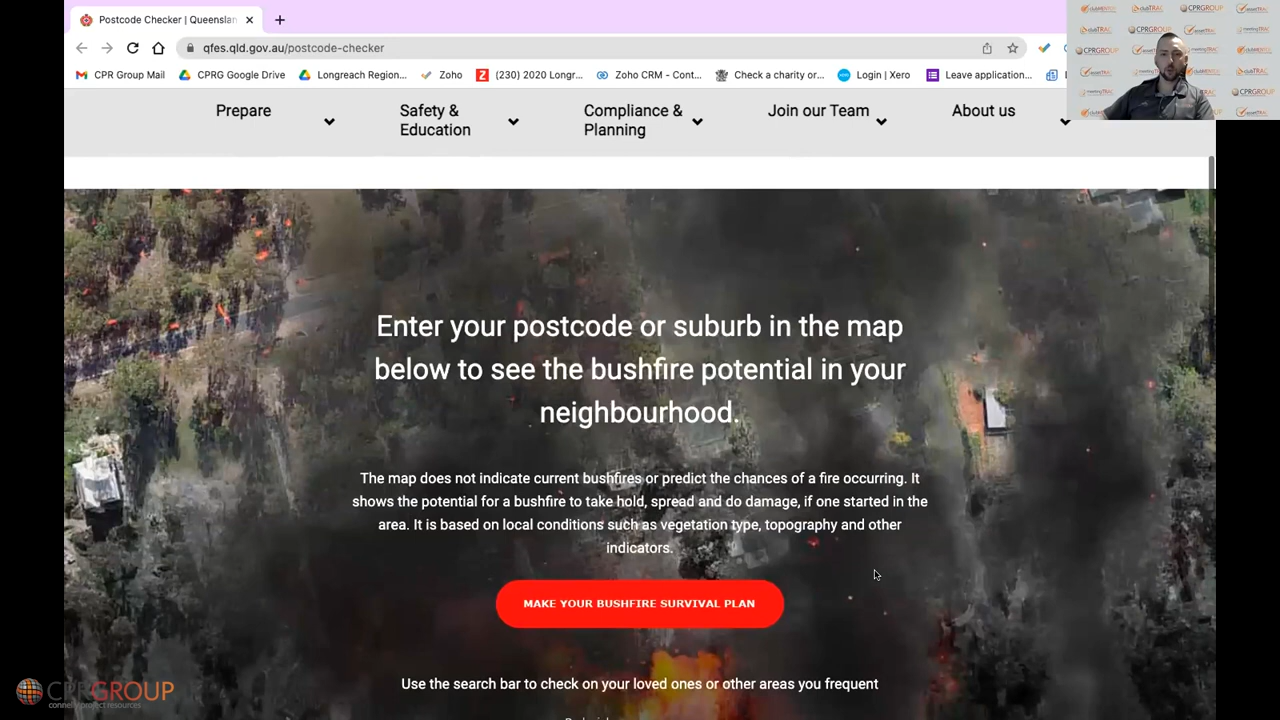 Postcode Checker | Queenslan
qfes.qld.gov.au/postcode-checker
CPR Group Mail
CPRG Google Drive
Longreach Region...
Zoho
(230) 2020 Longr...
Zoho CRM - Cont...
Check a charity or...
Login | Xero
Leave application...
Prepare
Safety &
Education
Compliance &
Planning
Join our Team
About us
Enter your postcode or suburb in the map
below to see the bushfire potential in your
neighbourhood.
The map does not indicate current bushfires or predict the chances of a fire occurring. It
shows the potential for a bushfire to take hold, spread and do damage, if one started in the
area. It is based on local conditions such as vegetation type, topography and other
indicators.
MAKE YOUR BUSHFIRE SURVIVAL PLAN
Use the search bar to check on your loved ones or other areas you frequent
CPRGROUP
connelly project resources